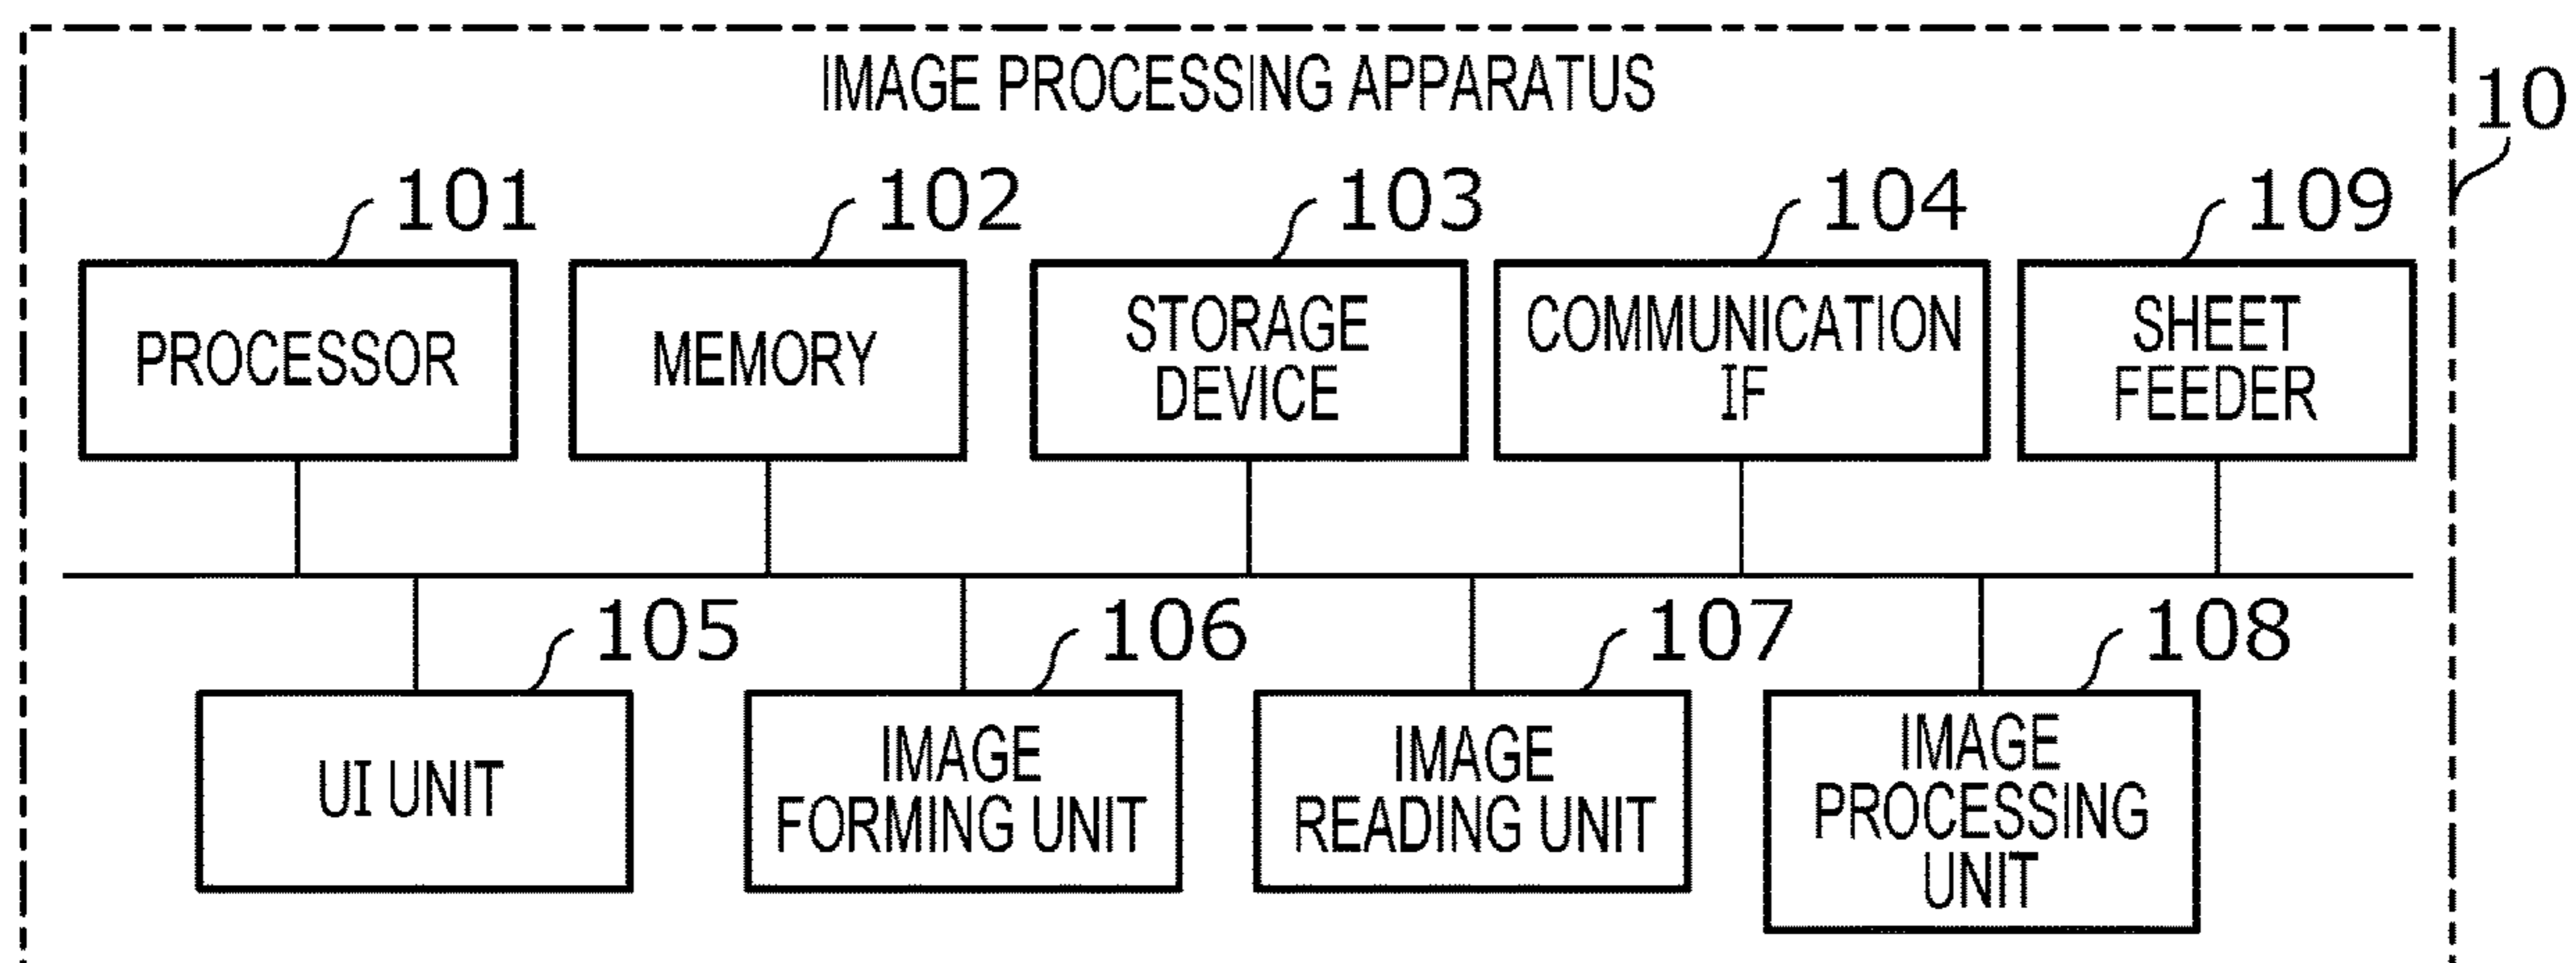 IMAGE PROCESSING APPARATUS
10
101
102
103
104
109
PROCESSOR
MEMORY
STORAGE
DEVICE
COMMUNICATION
IF
SHEET
FEEDER
105
106
107
108
UI UNIT
IMAGE
FORMING UNIT
IMAGE
READING UNIT
IMAGE
PROCESSING
UNIT